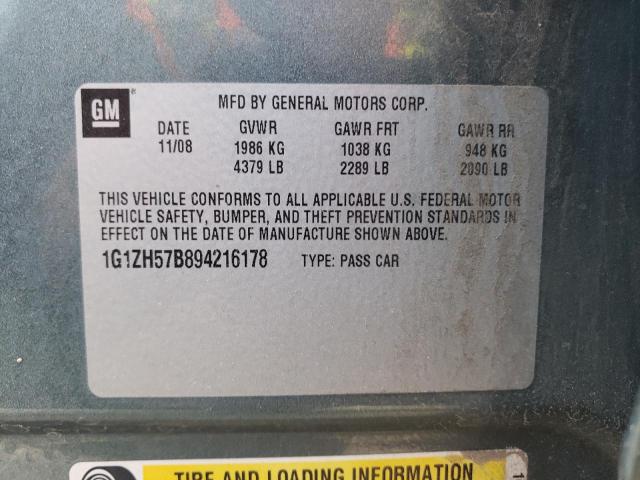 GM ® MFD BY GENERAL MOTORS CORP.
DATE GVWR GAWR FRT GAWR RR
11/08 1986 KG 1038 KG 948 KG
4379 LB 2289 LB 2090 LB
THIS VEHICLE CONFORMS TO ALL APPLICABLE U.S. FEDERAL MOTOR
VEHICLE SAFETY, BUMPER, AND THEFT PREVENTION STANDARDS IN
EFFECT ON THE DATE OF MANUFACTURE SHOWN ABOVE.
1G1ZH57B894216178 TYPE: PASS CAR
TIRE AND LOADING INFORMATION